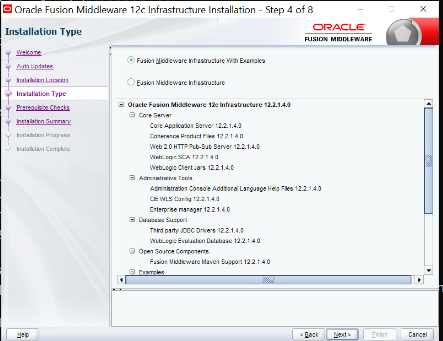 Oracle Fusion Middleware 12c Infrastructure Installation - Step 4 of 8
Installation Type
ORACLE
FUSION MIDDLEWARE
Welcome
Auto Updates
Installation Location
Installation Type
Prerequisite Checks
Installation Summary
Installation Progress
Installation Complete
Fusion Middleware Infrastructure With Examples
Fusion Middleware Infrastructure
Oracle Fusion Middleware 12c Infrastructure 12.2.1.4.0
Core Server
Core Application Server 12.2.1.4.0
Coherence Product Files 12.2.1.4.0
Web 2.0 HTTP Pub-Sub Server 12.2.1.4.0
WebLogic SCA 12.2.1.4.0
WebLogic Client Jars 12.2.1.4.0
Administrative Tools
Administration Console Additional Language Help Files 12.2.1.4.0
CIE WLS Config 12.2.1.4.0
Enterprise manager 12.2.1.4.0
Database Support
Third party JDBC Drivers 12.2.1.4.0
WebLogic Evaluation Database 12.2.1.4.0
Open Source Components
Fusion Middleware Maven Support 12.2.1.4.0
Examples
Help
< Back
Next >
Finish
Cancel